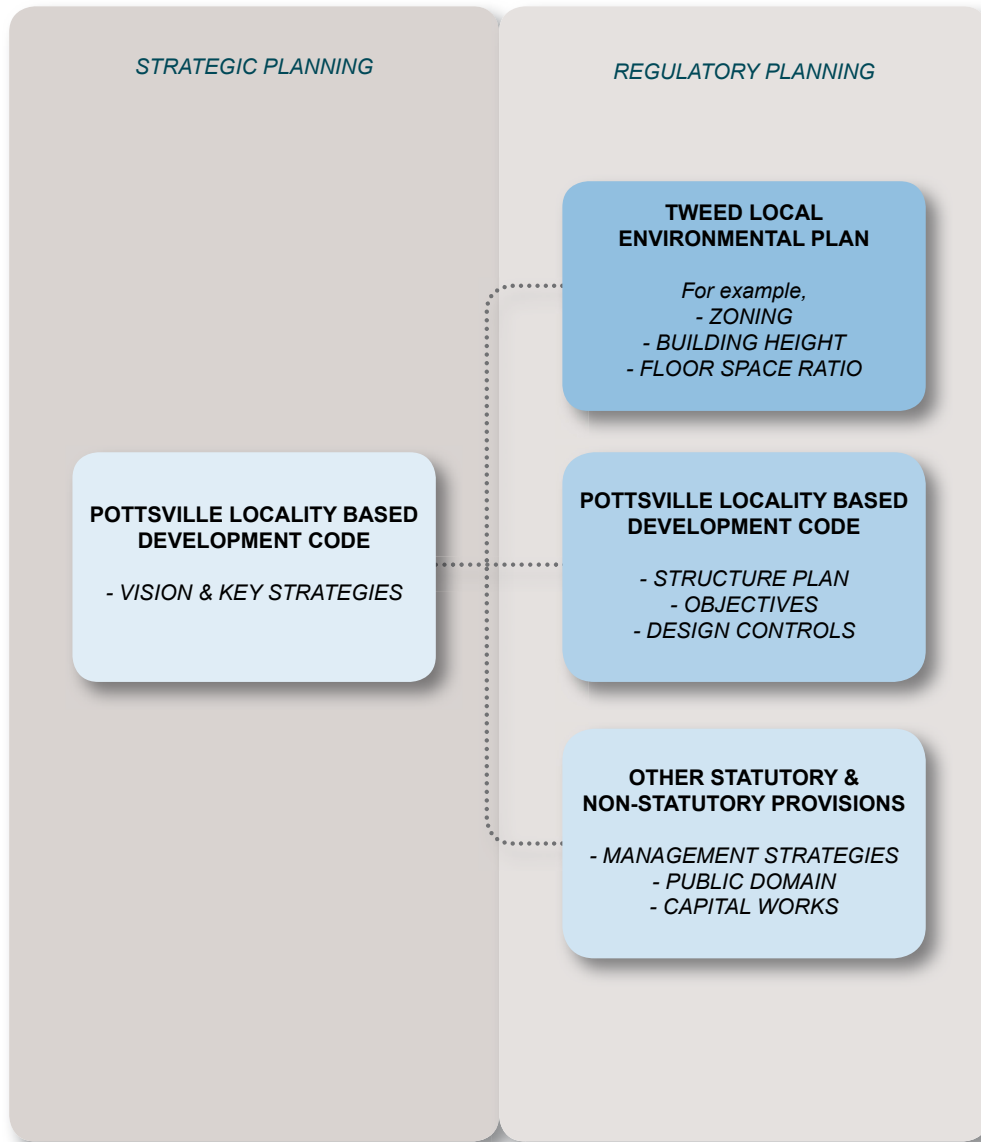 STRATEGIC PLANNING
REGULATORY PLANNING
POTTSVILLE LOCALITY BASED
DEVELOPMENT CODE
- VISION & KEY STRATEGIES
TWEED LOCAL
ENVIRONMENTAL PLAN
For example,
- ZONING
- BUILDING HEIGHT
- FLOOR SPACE RATIO
POTTSVILLE LOCALITY BASED
DEVELOPMENT CODE
- STRUCTURE PLAN
- OBJECTIVES
- DESIGN CONTROLS
OTHER STATUTORY &
NON-STATUTORY PROVISIONS
- MANAGEMENT STRATEGIES
- PUBLIC DOMAIN
- CAPITAL WORKS